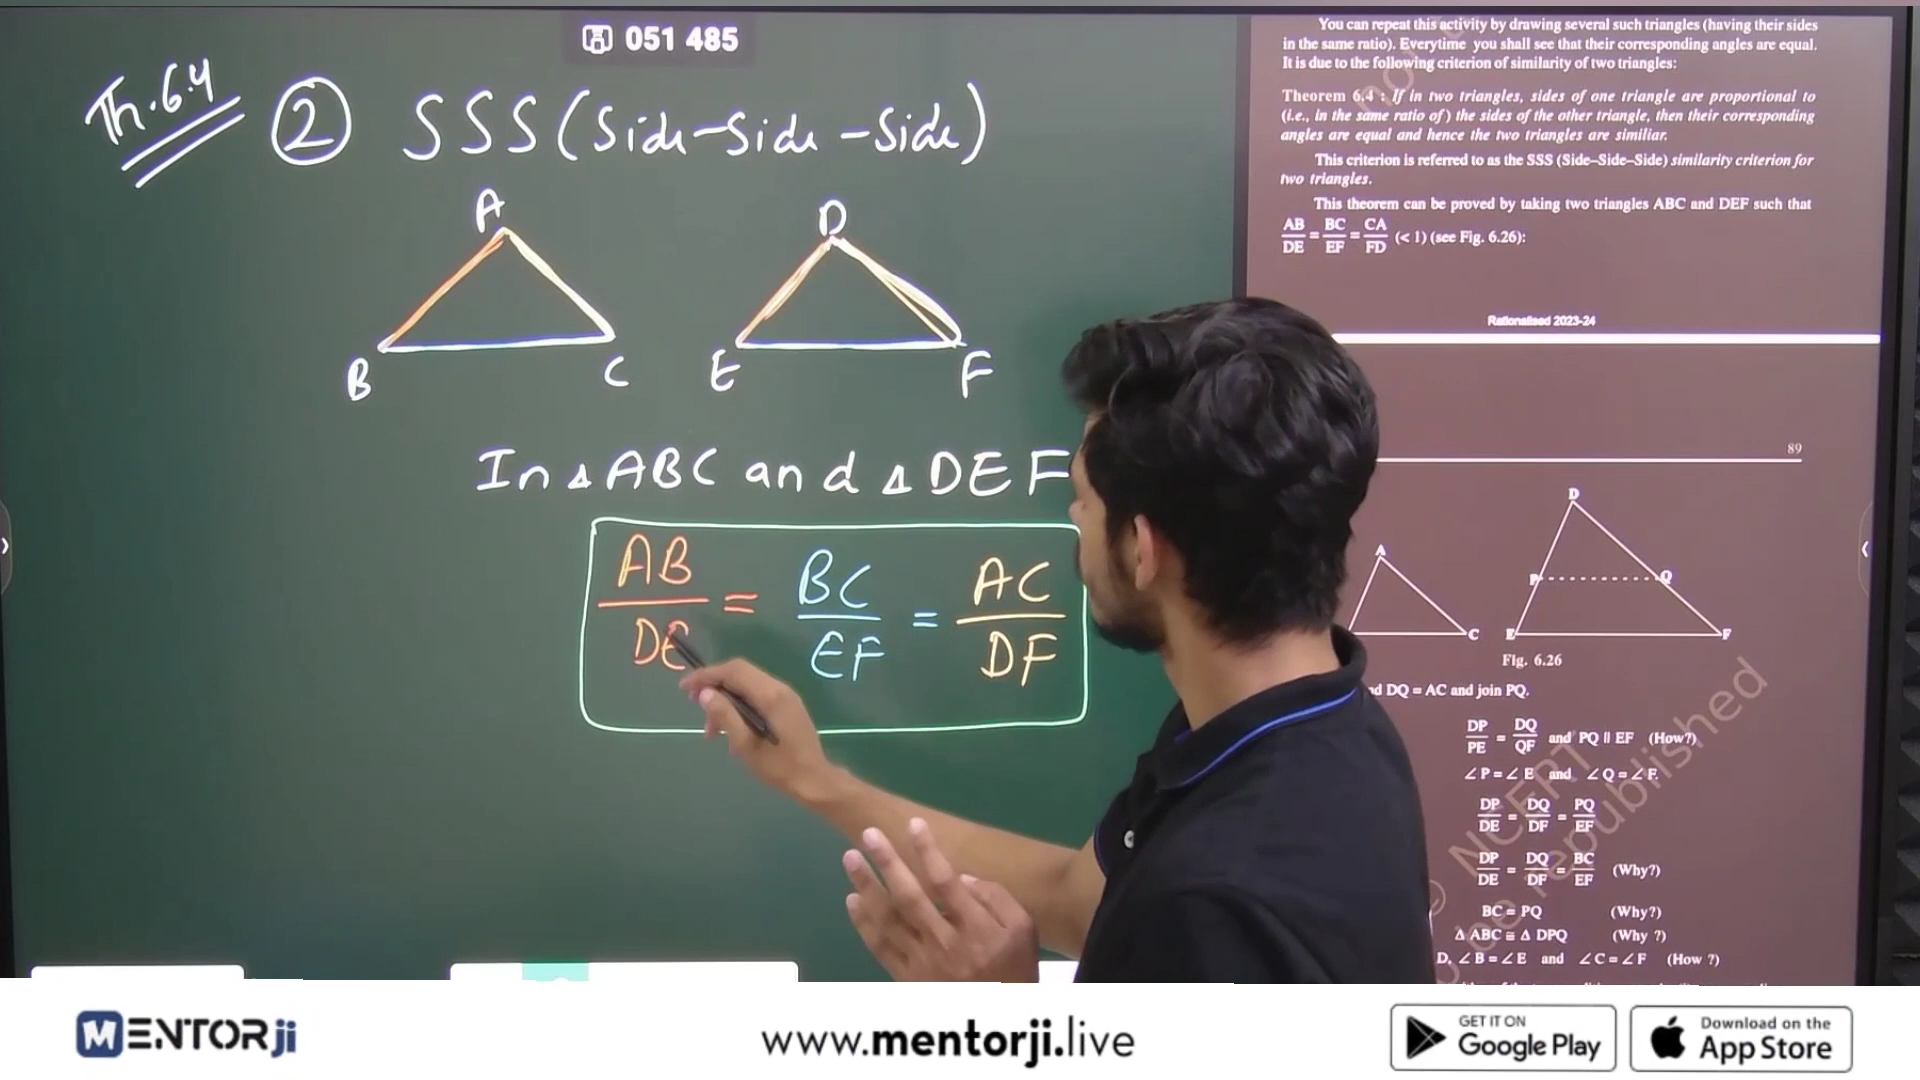 051 485
Th. 6.4
② SSS (Side-Side-Side)
A
B
C
D
E
F
In ΔABC and ΔDEF
AB/DE = BC/EF = AC/DF
You can repeat this activity by drawing several such triangles (having their sides
in the same ratio). Everytime you shall see that their corresponding angles are equal.
It is due to the following criterion of similarity of two triangles:
Theorem 6.4 : If in two triangles, sides of one triangle are proportional to
(i.e., in the same ratio of) the sides of the other triangle, then their corresponding
angles are equal and hence the two triangles are similiar.
This criterion is referred to as the SSS (Side–Side–Side) similarity criterion for
two triangles.
This theorem can be proved by taking two triangles ABC and DEF such that
AB/DE = BC/EF = CA/FD (< 1) (see Fig. 6.26):
Rationalised 2023-24
89
A
C
D
P
Q
E
F
Fig. 6.26
DQ = AC and join PQ.
DP/PE = DQ/QF and PQ || EF (How?)
∠P = ∠E and ∠Q = ∠F.
DP/DE = DQ/DF = PQ/EF
DP/DE = DQ/DF = BC/EF (Why?)
BC = PQ (Why?)
Δ ABC ≅ Δ DPQ (Why ?)
D, ∠B = ∠E and ∠C = ∠F (How ?)
© NCERT
be republished
MENTORji
www.mentorji.live
GET IT ON
Google Play
Download on the
App Store